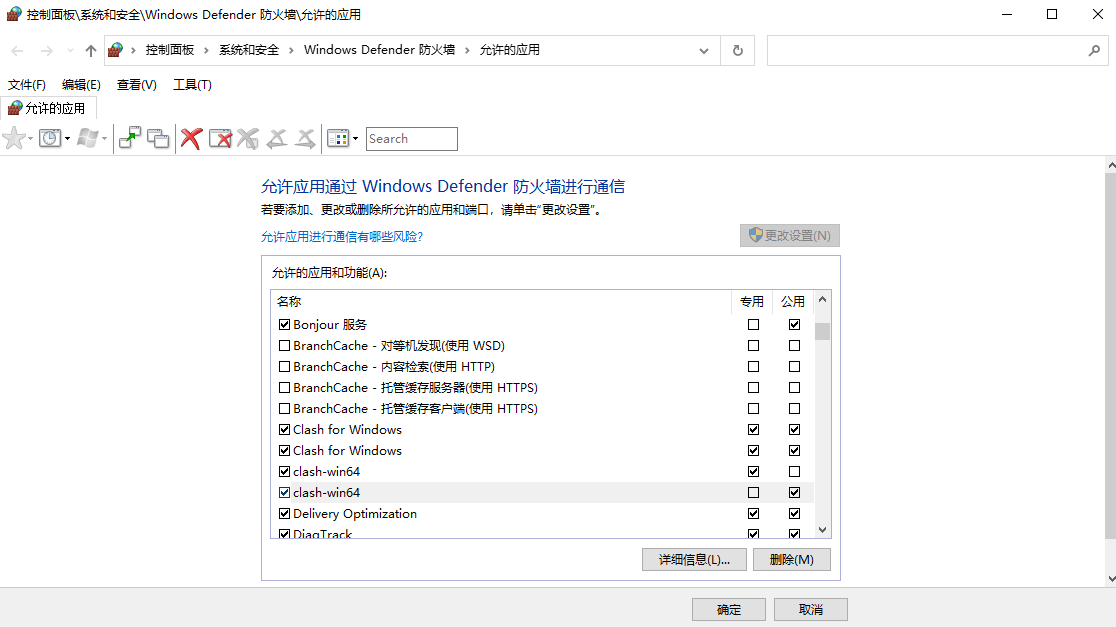 控制面板\系统和安全\Windows Defender 防火墙\允许的应用
控制面板 › 系统和安全 › Windows Defender 防火墙 › 允许的应用
文件(F) 编辑(E) 查看(V) 工具(T)
允许的应用
Search
允许应用通过 Windows Defender 防火墙进行通信
若要添加、更改或删除所允许的应用和端口，请单击“更改设置”。
允许应用进行通信有哪些风险?
更改设置(N)
允许的应用和功能(A):
名称 专用 公用
Bonjour 服务
BranchCache - 对等机发现(使用 WSD)
BranchCache - 内容检索(使用 HTTP)
BranchCache - 托管缓存服务器(使用 HTTPS)
BranchCache - 托管缓存客户端(使用 HTTPS)
Clash for Windows
Clash for Windows
clash-win64
clash-win64
Delivery Optimization
DiagTrack
详细信息(L)... 删除(M)
确定 取消